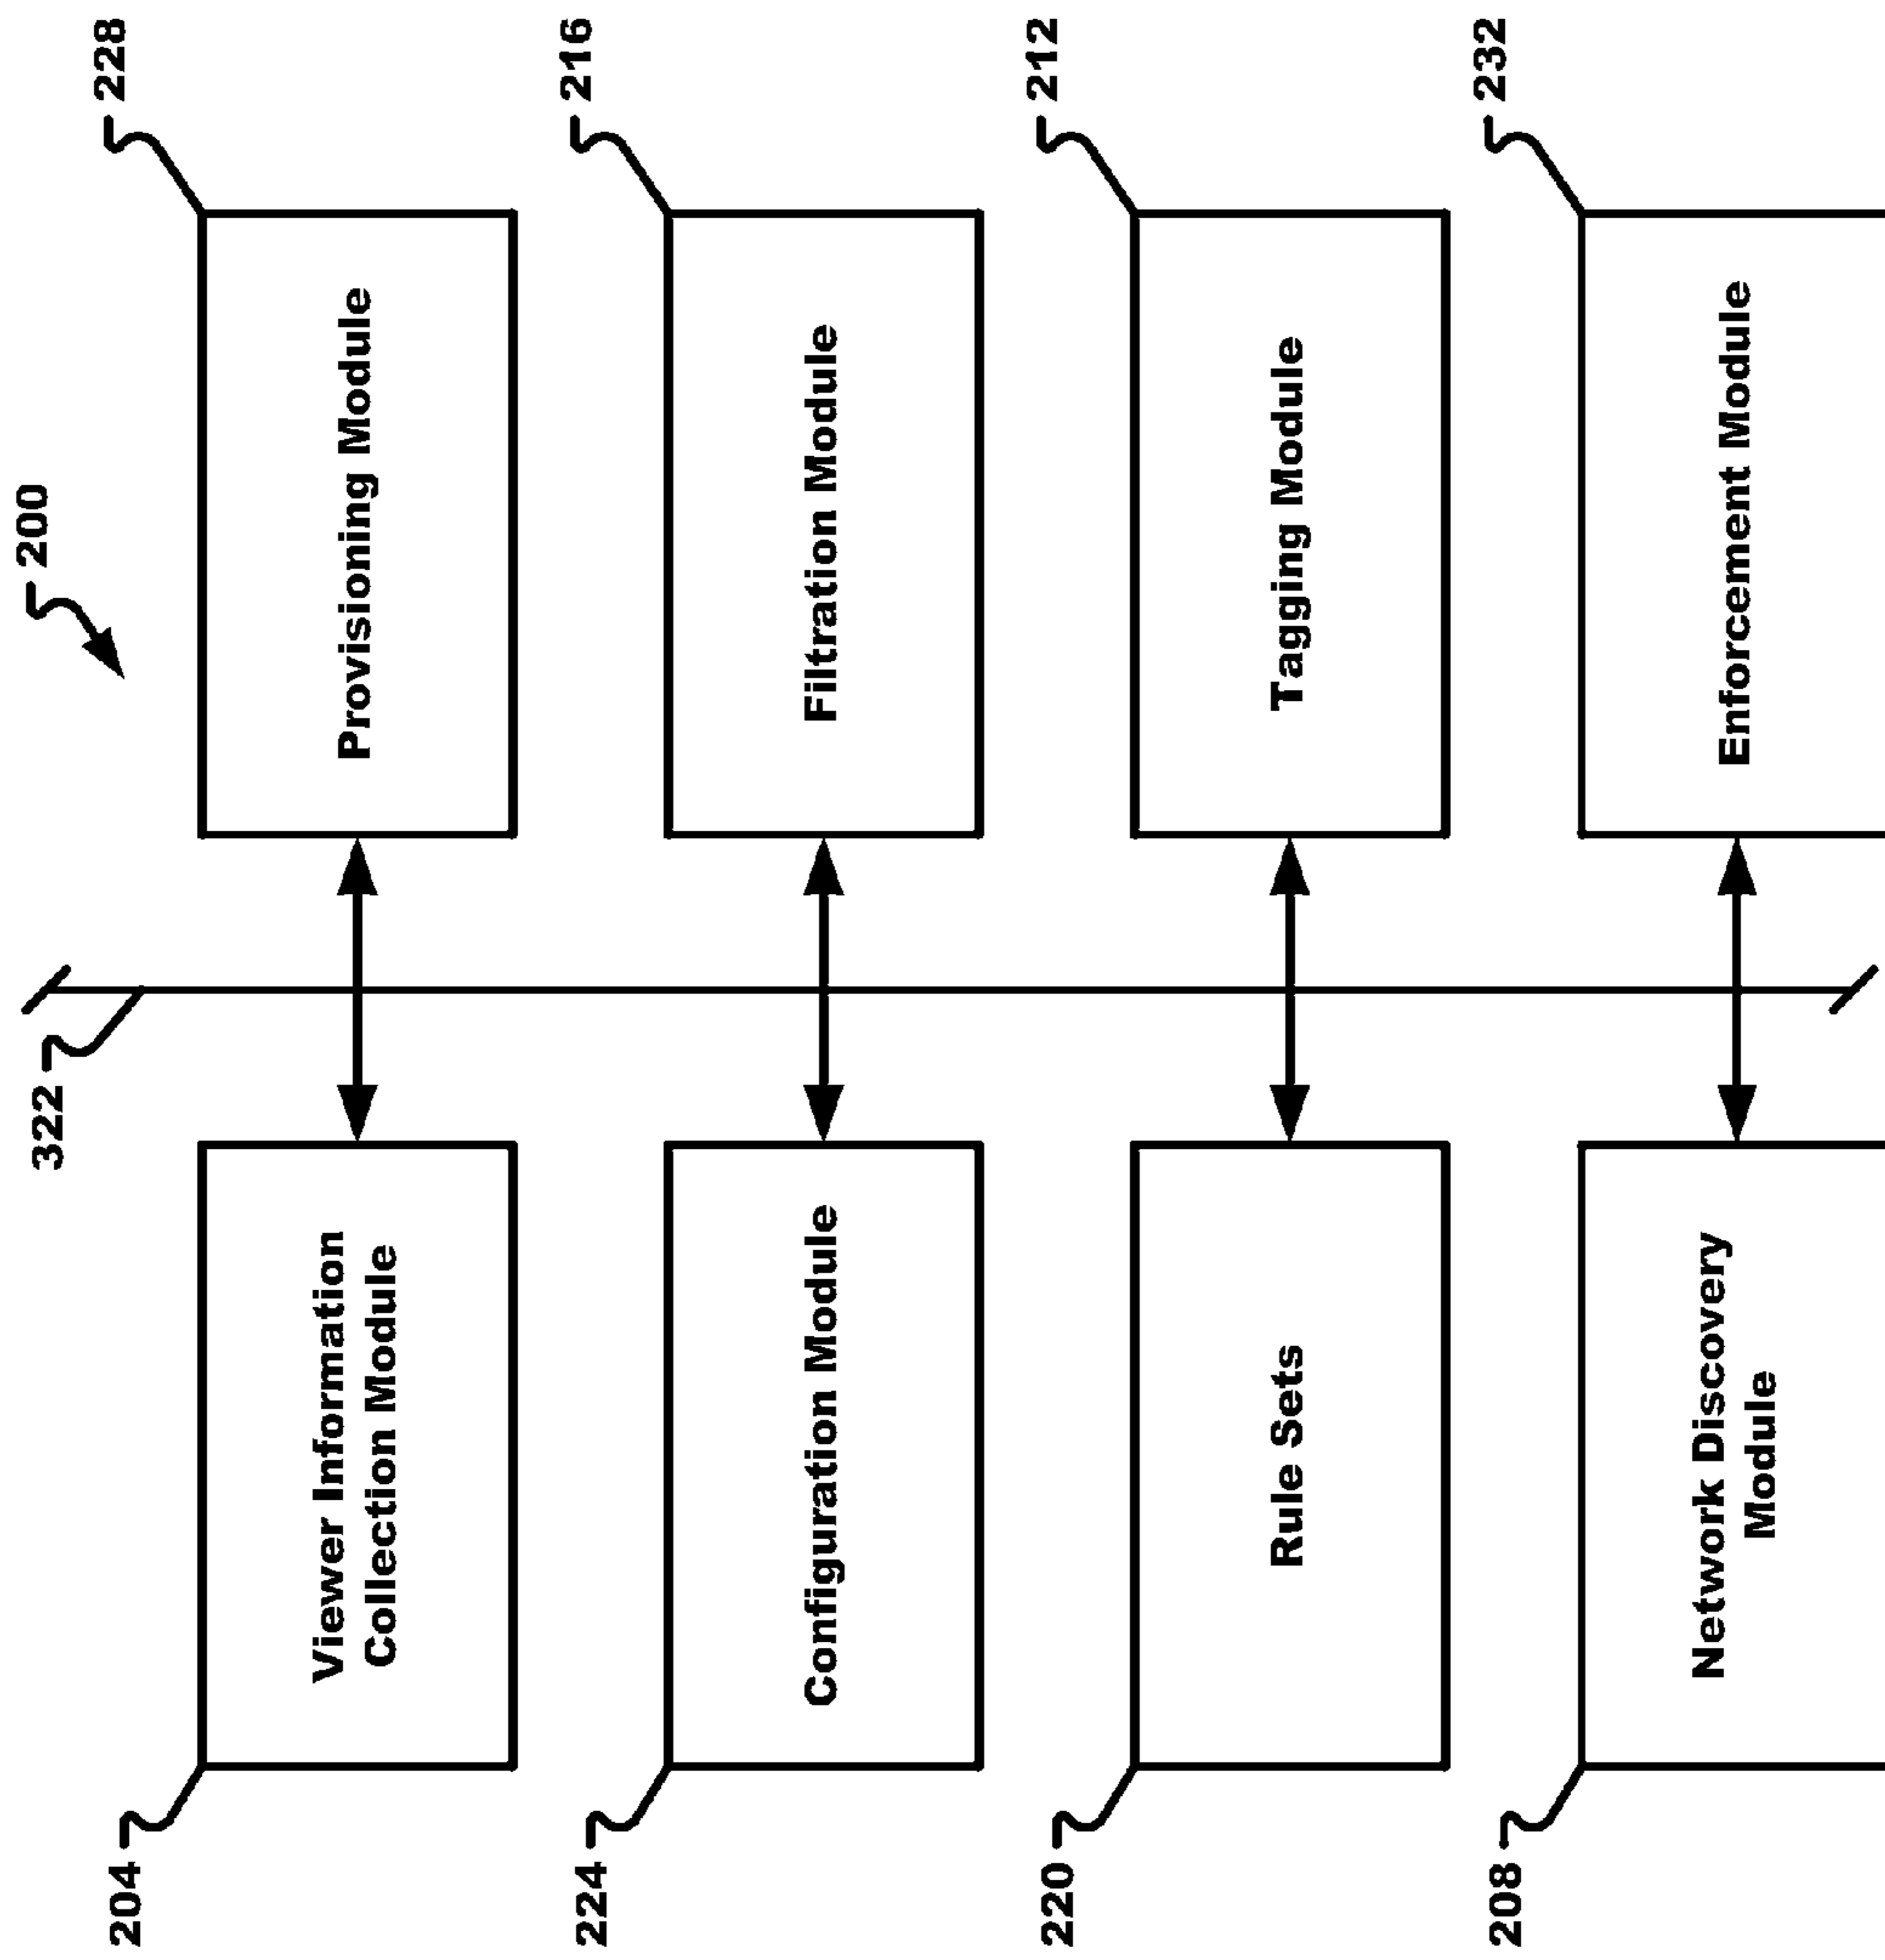 200
322
204
Viewer Information
Collection Module
228
Provisioning Module
224
Configuration Module
216
Filtration Module
220
Rule Sets
212
Tagging Module
208
Network Discovery
Module
232
Enforcement Module